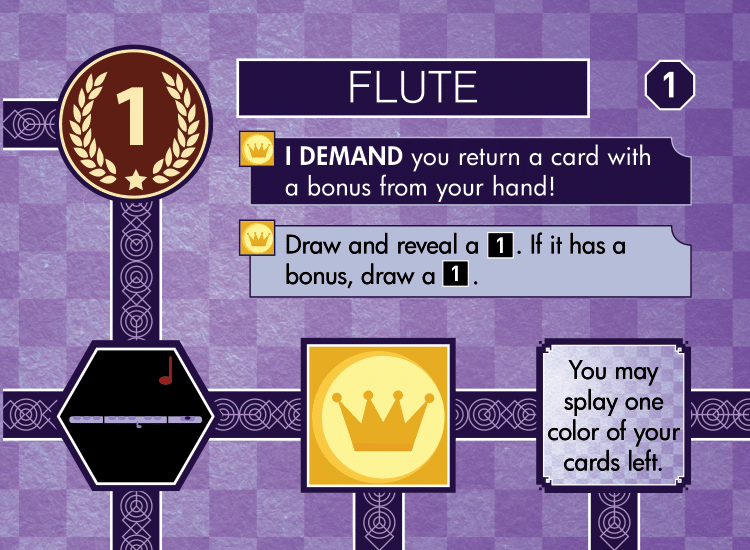 1
FLUTE
1
I DEMAND you return a card with
a bonus from your hand!
Draw and reveal a 1. If it has a
bonus, draw a 1.
You may
splay one
color of your
cards left.